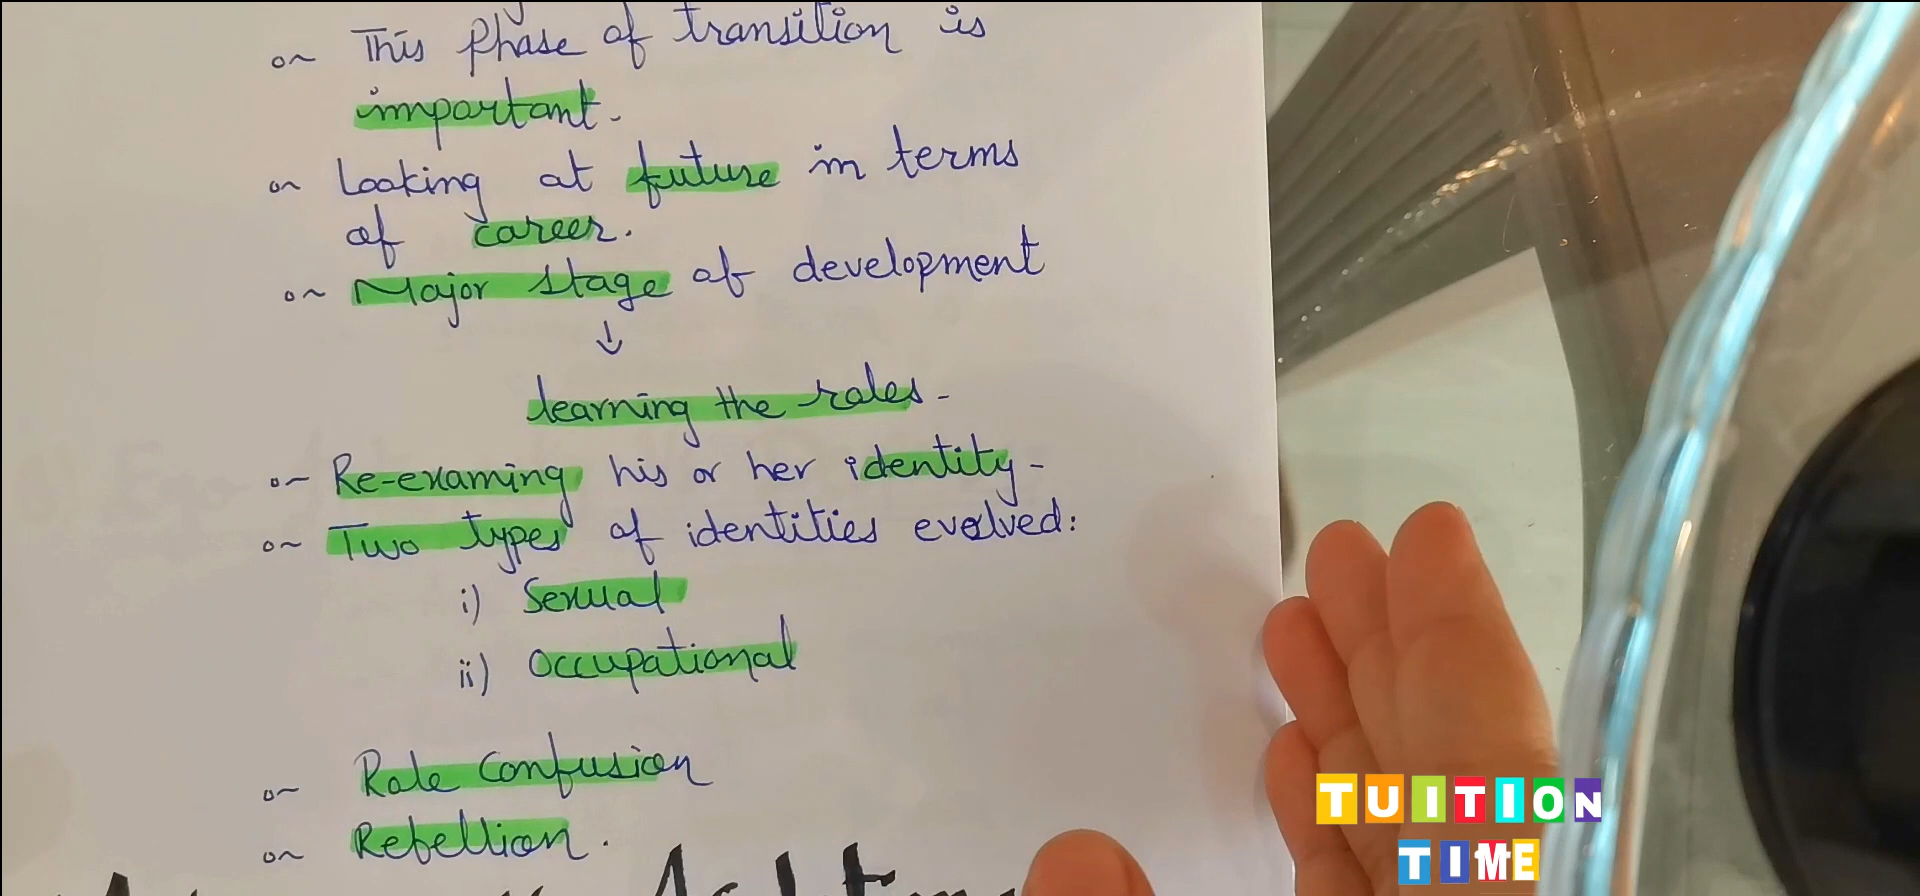 This Phase of transition is
important.
Looking at future in terms
of career.
Major stage of development
↓
learning the roles -
Re-examing his or her identity -
Two types of identities evolved:
i) Sexual
ii) Occupational
Role Confusion
Rebellion.
TUITION
TIME